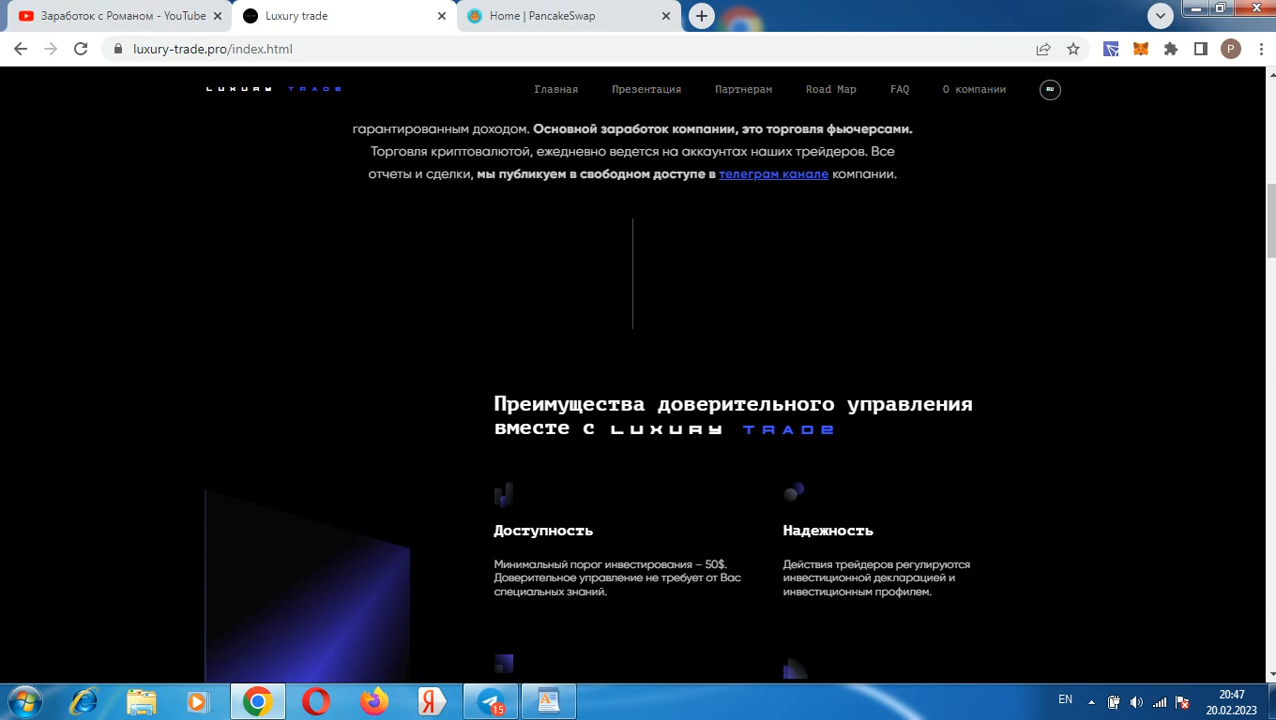 Заработок с Романом - YouTube
Luxury trade
Home | PancakeSwap
luxury-trade.pro/index.html
P
LUXURY TRADE
Главная
Презентация
Партнерам
Road Map
FAQ
О компании
RU
гарантированным доходом. Основной заработок компании, это торговля фьючерсами.
Торговля криптовалютой, ежедневно ведется на аккаунтах наших трейдеров. Все
отчеты и сделки, мы публикуем в свободном доступе в телеграм канале компании.
Преимущества доверительного управления
вместе с LUXURY TRADE
Доступность
Надежность
Минимальный порог инвестирования – 50$.
Доверительное управление не требует от Вас
специальных знаний.
Действия трейдеров регулируются
инвестиционной декларацией и
инвестиционным профилем.
Я
15
EN
20:47
20.02.2023